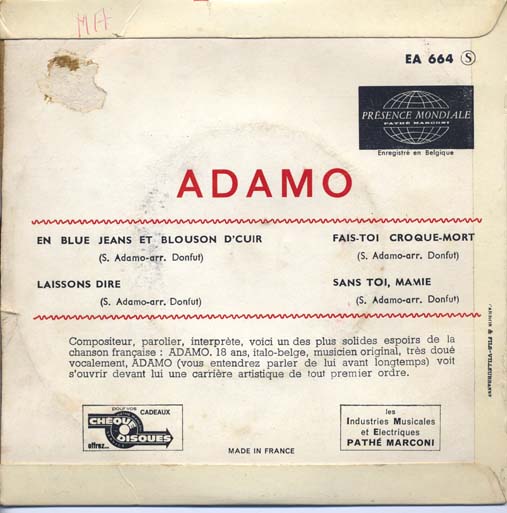 MA
EA 664 S
PRÉSENCE MONDIALE
PATHÉ MARCONI
Enregistré en Belgique
ADAMO
EN BLUE JEANS ET BLOUSON D'CUIR
(S. Adamo-arr. Donfut)
LAISSONS DIRE
(S. Adamo-arr. Donfut)
FAIS-TOI CROQUE-MORT
(S. Adamo-arr. Donfut)
SANS TOI, MAMIE
(S. Adamo-arr. Donfut)
Compositeur, parolier, interprète, voici un des plus solides espoirs de la
chanson française : ADAMO. 18 ans, italo-belge, musicien original, très doué
vocalement, ADAMO (vous entendrez parler de lui avant longtemps) voit
s'ouvrir devant lui une carrière artistique de tout premier ordre.
pour vos CADEAUX
CHEQUE
DISQUES
offrez...
MADE IN FRANCE
les
Industries Musicales
et Electriques
PATHÉ MARCONI